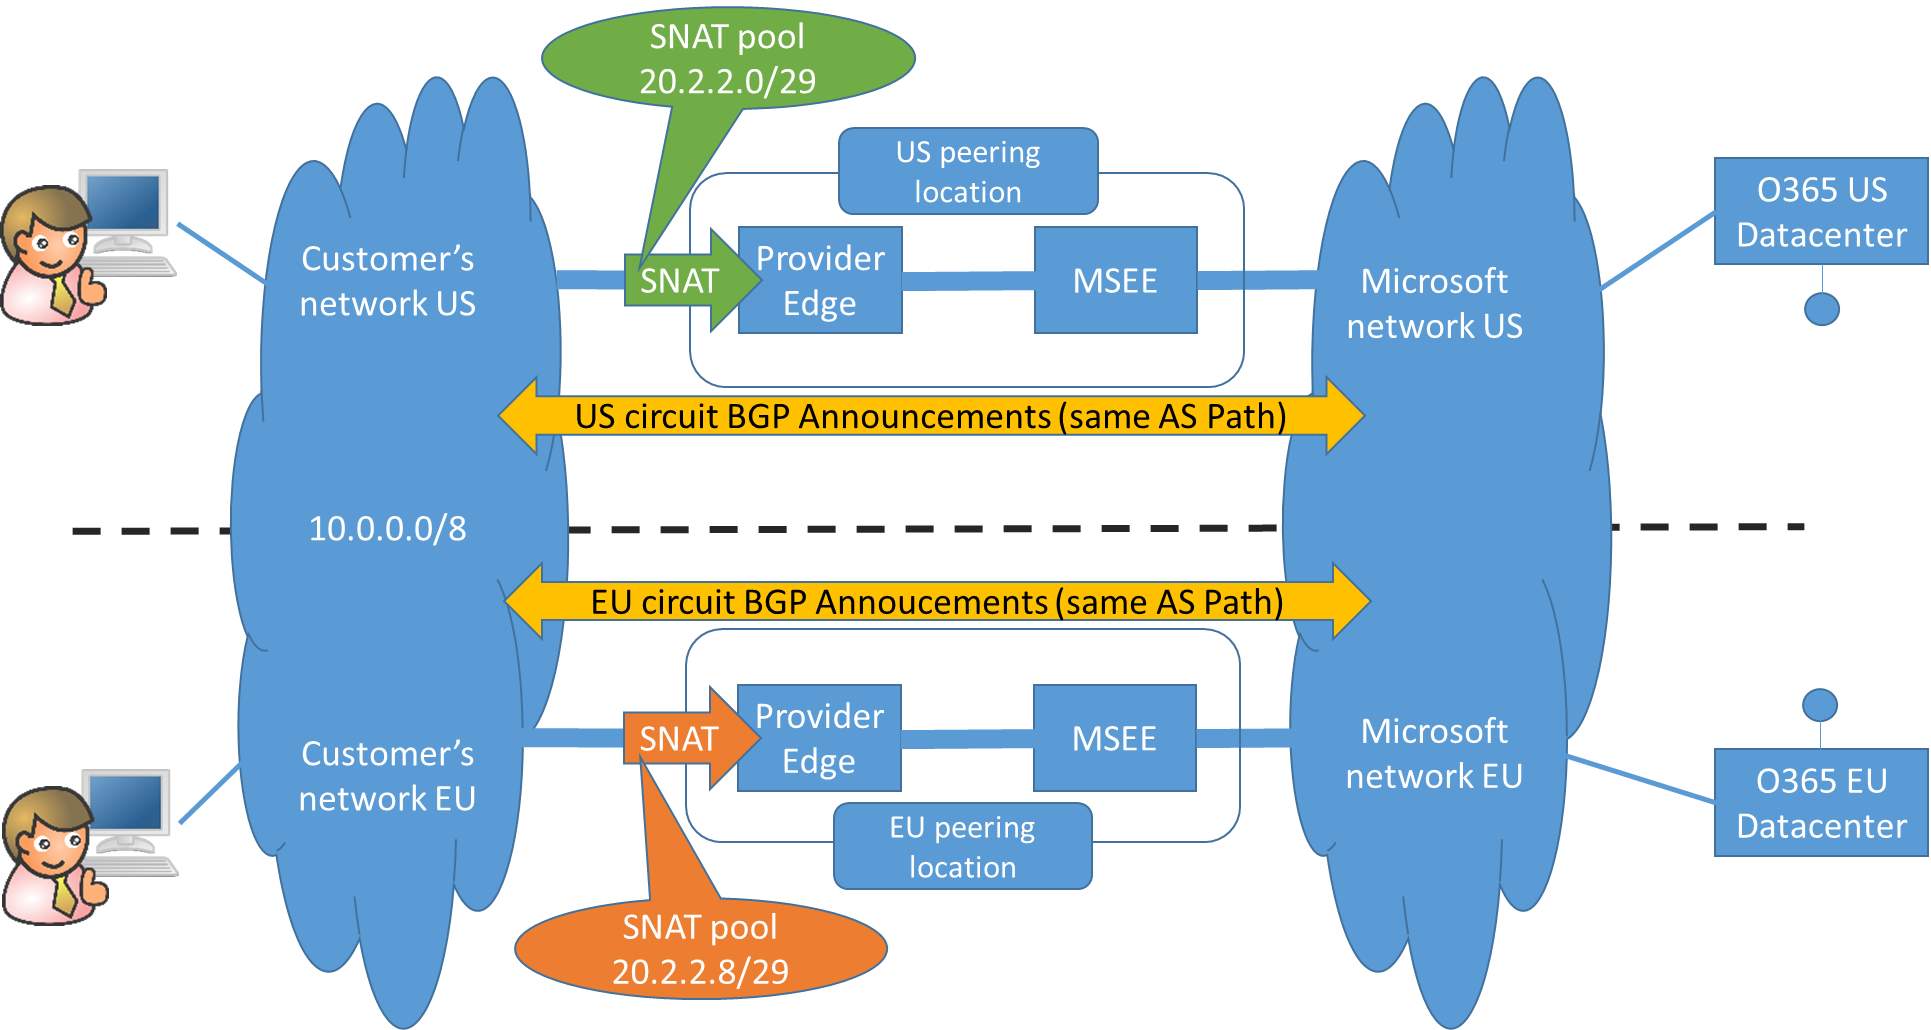 SNAT pool
20.2.2.0/29
US peering
location
O365 US
Datacenter
Customer's
network US
SNAT
Provider
Edge
MSEE
Microsoft
network US
US circuit BGP Announcements (same AS Path)
10.0.0.0/8
EU circuit BGP Annoucements (same AS Path)
Customer's
network EU
SNAT
Provider
Edge
MSEE
Microsoft
network EU
O365 EU
Datacenter
EU peering
location
SNAT pool
20.2.2.8/29